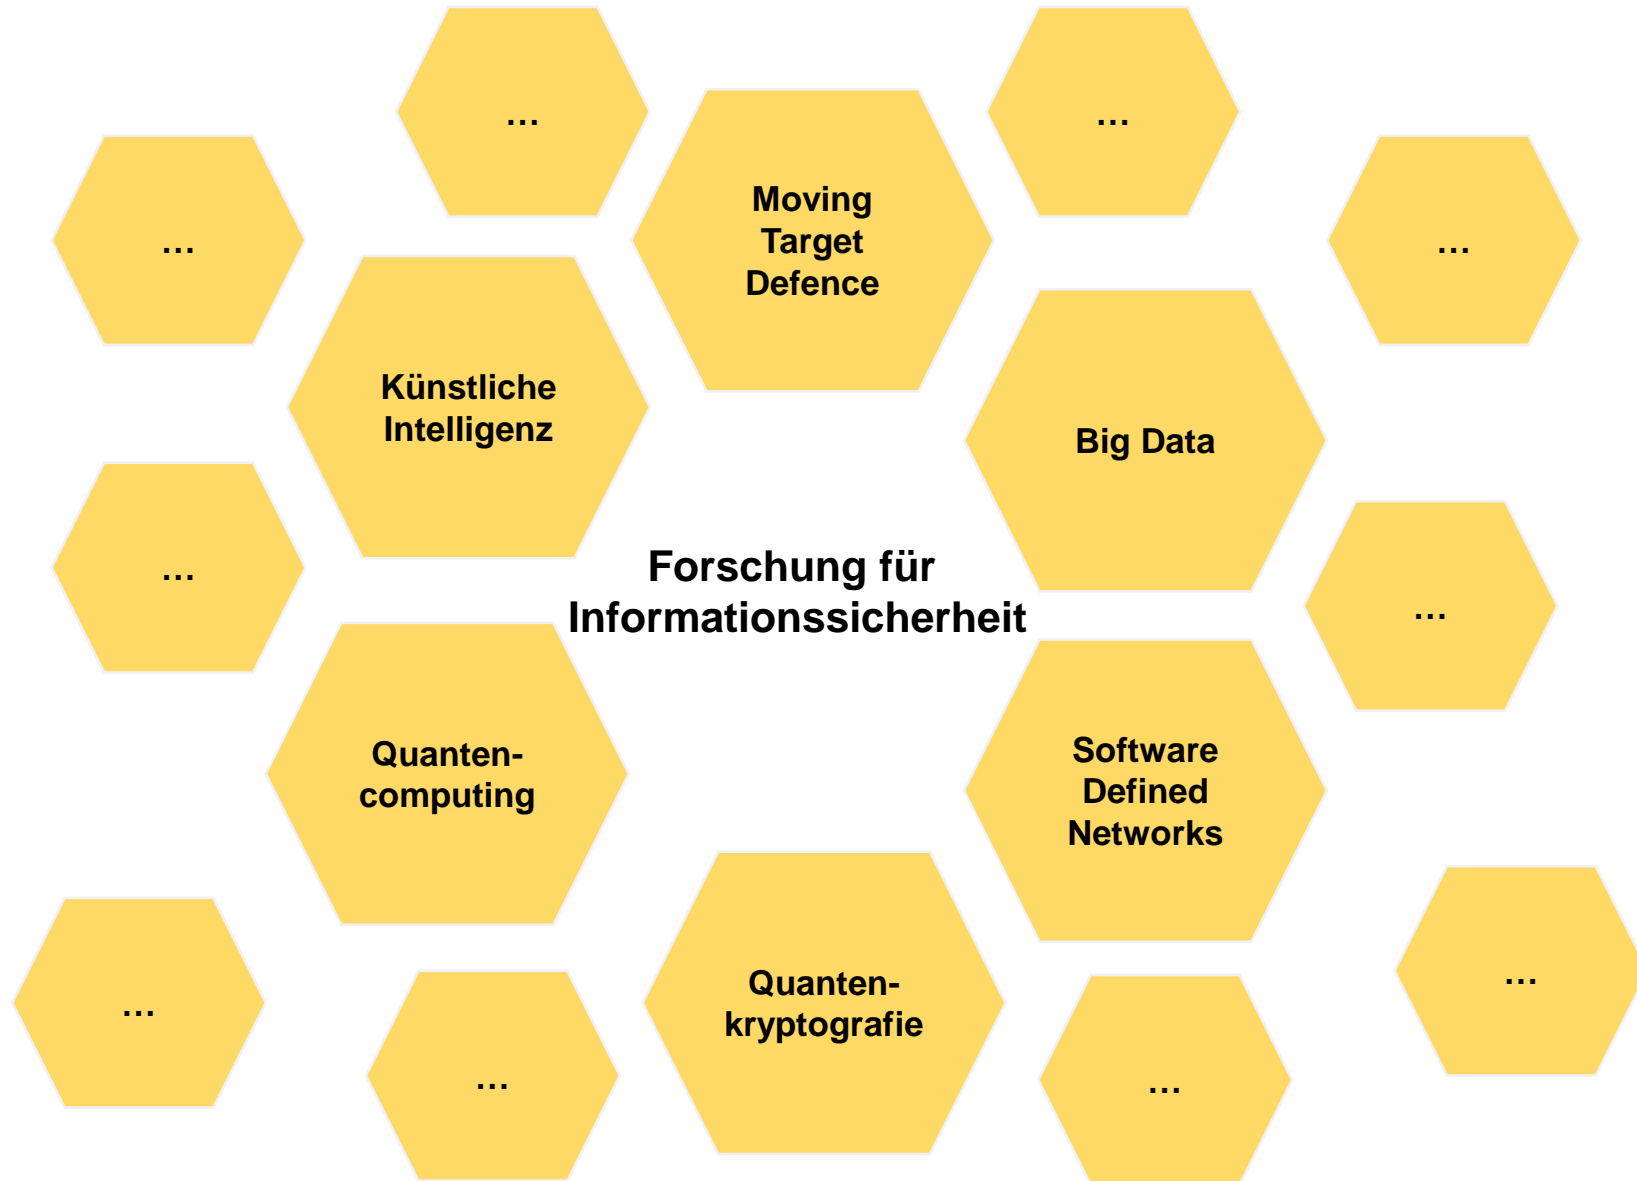 ...
...
Moving
Target
Defence
...
...
Künstliche
Intelligenz
Big Data
...
Forschung für
Informationssicherheit
...
Quanten-
computing
Software
Defined
Networks
...
Quanten-
kryptografie
...
...
...